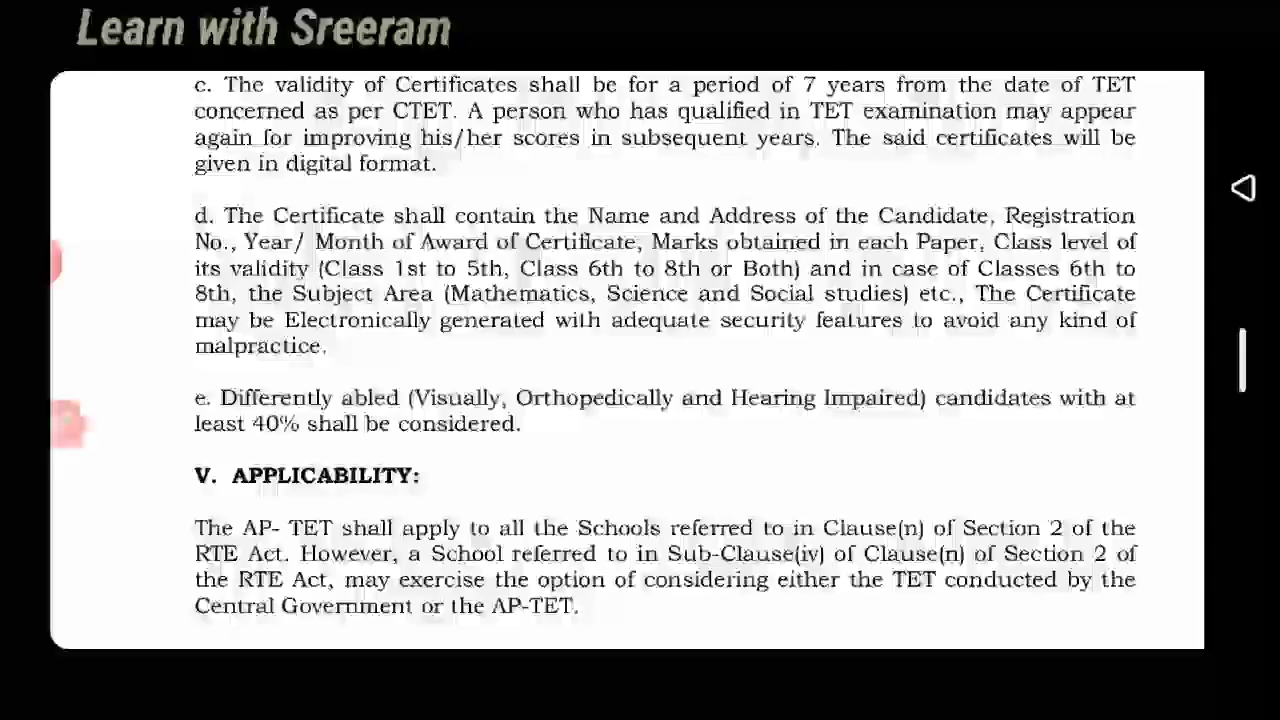 Learn with Sreeram
c. The validity of Certificates shall be for a period of 7 years from the date of TET
concerned as per CTET. A person who has qualified in TET examination may appear
again for improving his/her scores in subsequent years. The said certificates will be
given in digital format.
d. The Certificate shall contain the Name and Address of the Candidate, Registration
No., Year/ Month of Award of Certificate, Marks obtained in each Paper, Class level of
its validity (Class 1st to 5th, Class 6th to 8th or Both) and in case of Classes 6th to
8th, the Subject Area (Mathematics, Science and Social studies) etc., The Certificate
may be Electronically generated with adequate security features to avoid any kind of
malpractice.
e. Differently abled (Visually, Orthopedically and Hearing Impaired) candidates with at
least 40% shall be considered.
V. APPLICABILITY:
The AP- TET shall apply to all the Schools referred to in Clause(n) of Section 2 of the
RTE Act. However, a School referred to in Sub-Clause(iv) of Clause(n) of Section 2 of
the RTE Act, may exercise the option of considering either the TET conducted by the
Central Government or the AP-TET.